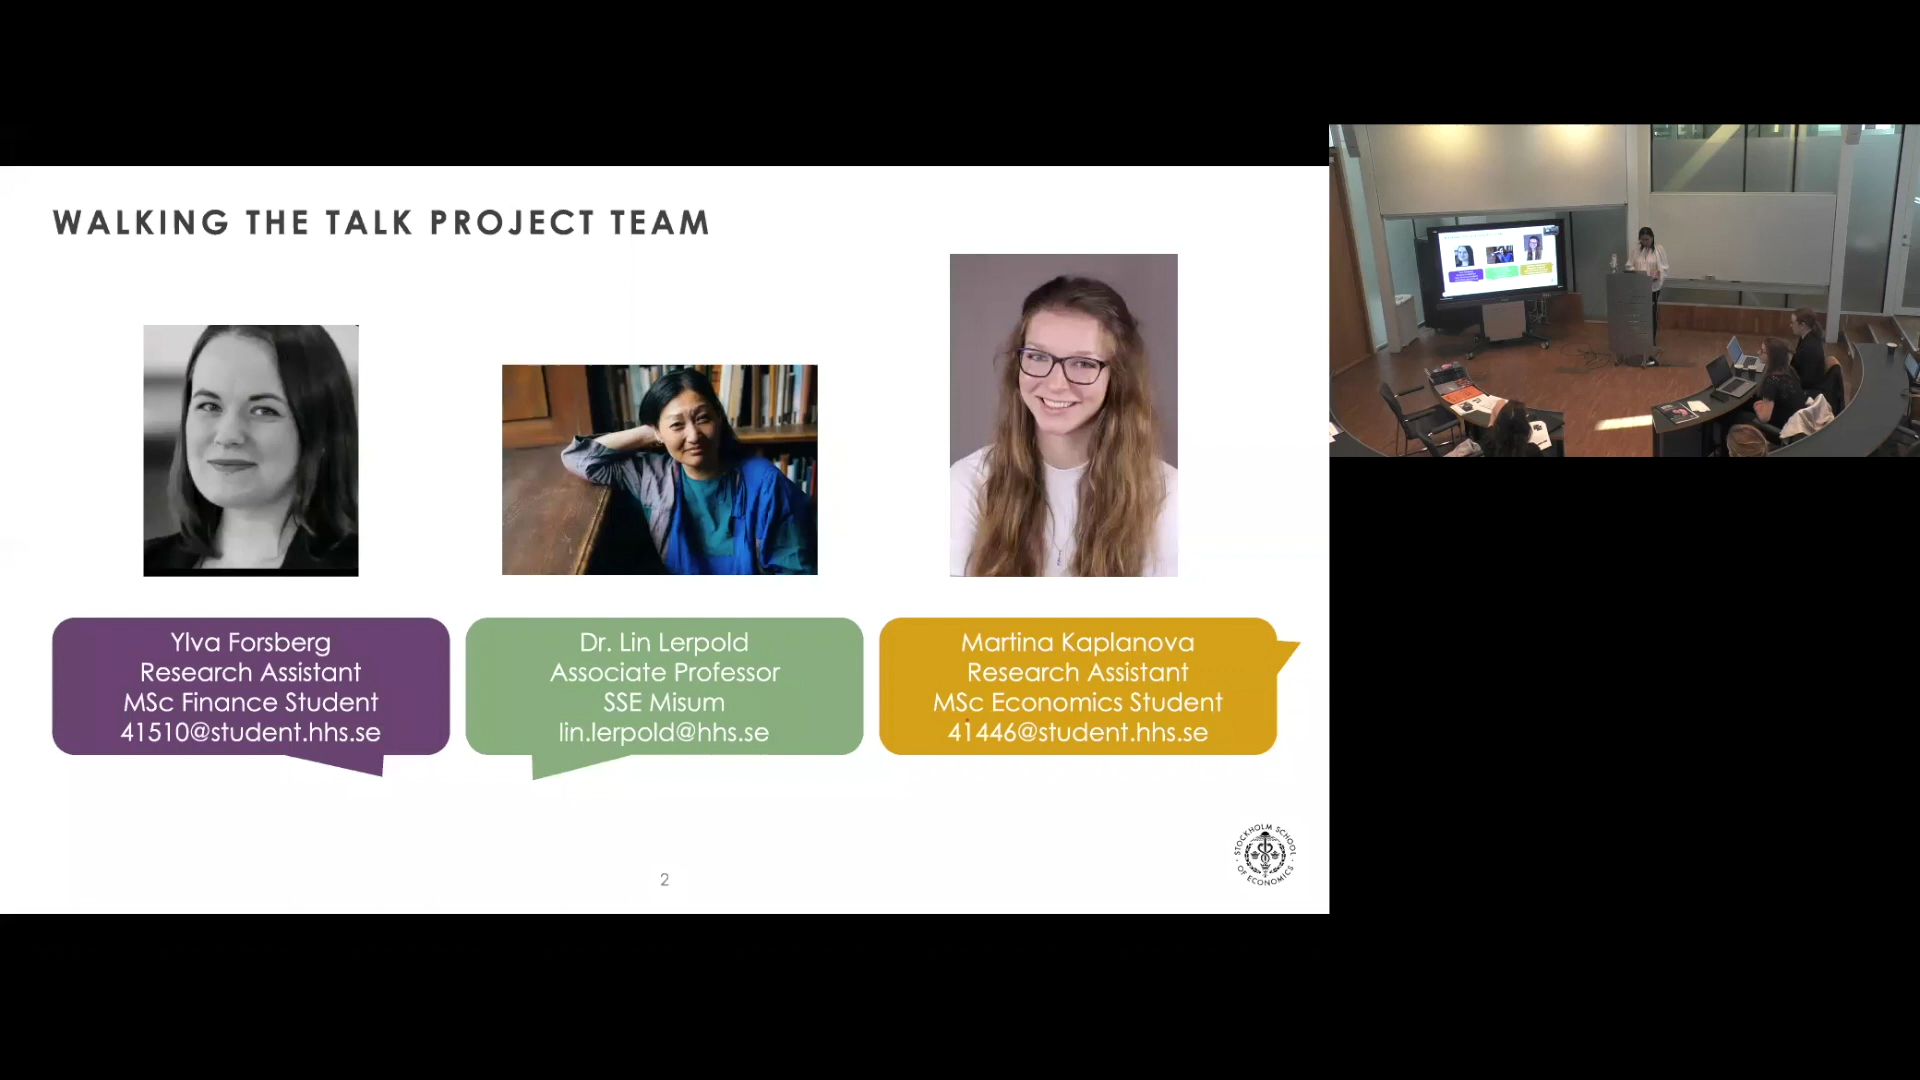 WALKING THE TALK PROJECT TEAM
Ylva Forsberg
Research Assistant
MSc Finance Student
41510@student.hhs.se
Dr. Lin Lerpold
Associate Professor
SSE Misum
lin.lerpold@hhs.se
Martina Kaplanova
Research Assistant
MSc Economics Student
41446@student.hhs.se
STOCKHOLM SCHOOL
OF ECONOMICS
2